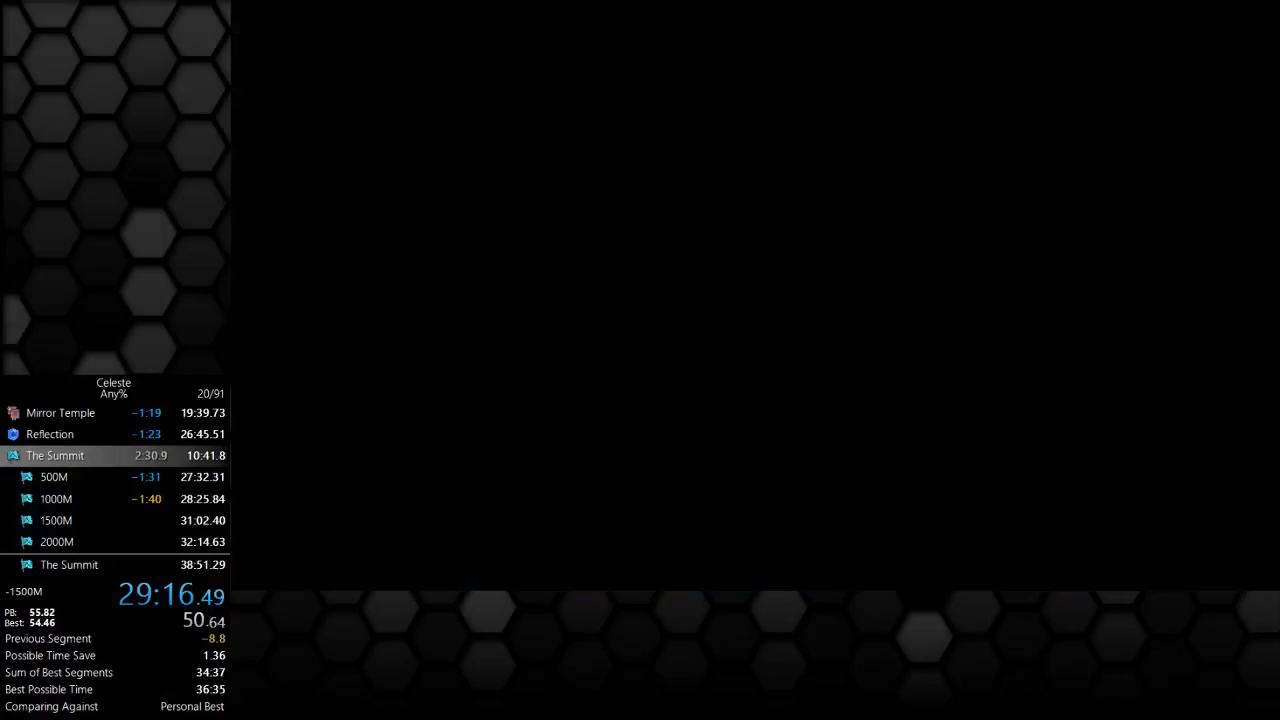 Celeste
Any% 20/91
Mirror Temple −1:19 19:39.73
Reflection −1:23 26:45.51
The Summit 2:30.9 10:41.8
500M −1:31 27:32.31
1000M −1:40 28:25.84
1500M 31:02.40
2000M 32:14.63
The Summit 38:51.29
-1500M 29:16.49
PB: 55.82
Best: 54.46 50.64
Previous Segment −8.8
Possible Time Save 1.36
Sum of Best Segments 34:37
Best Possible Time 36:35
Comparing Against Personal Best